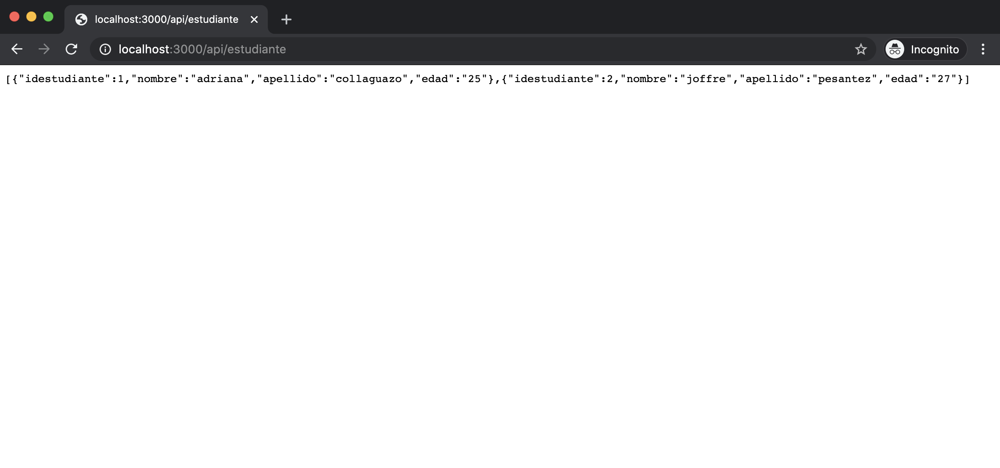 localhost:3000/api/estudiante
localhost:3000/api/estudiante
Incognito
[{"idestudiante":1,"nombre":"adriana","apellido":"collaguazo","edad":"25"},{"idestudiante":2,"nombre":"joffre","apellido":"pesantez","edad":"27"}]